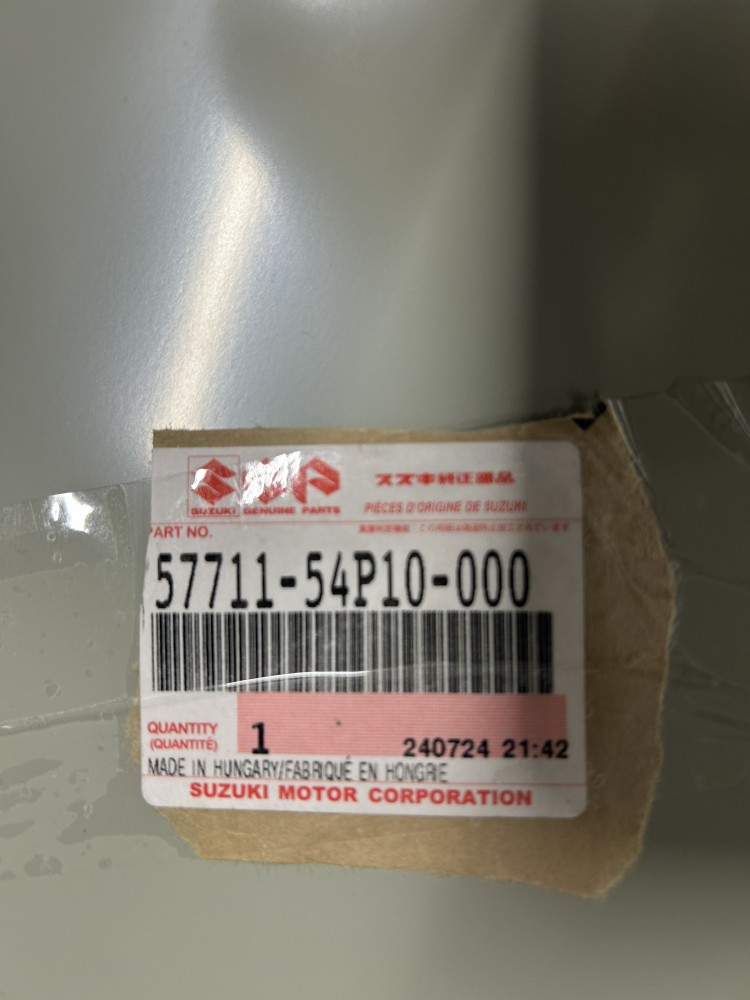 SUZUKI GENUINE PARTS
スズキ純正部品
PIÈCES D'ORIGINE DE SUZUKI
PART NO.
57711-54P10-000
QUANTITY
(QUANTITÉ)
1
240724 21:42
MADE IN HUNGARY/FABRIQUÉ EN HONGRIE
SUZUKI MOTOR CORPORATION